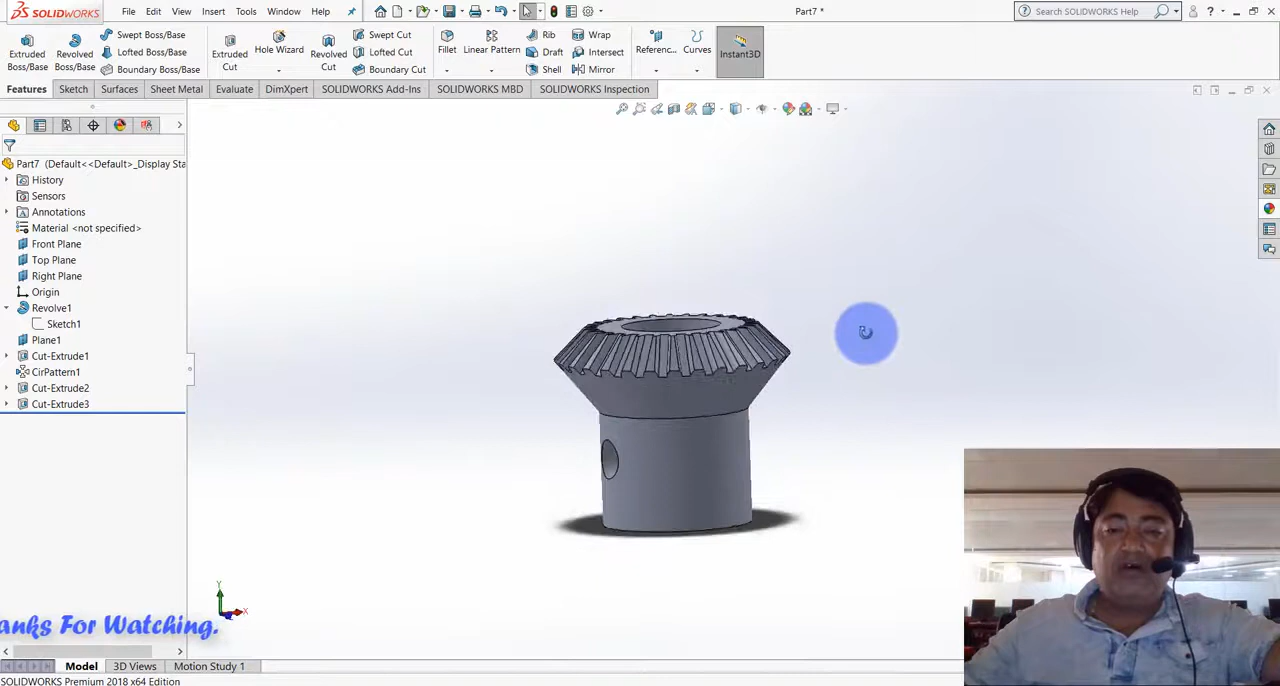 SOLIDWORKS
File Edit View Insert Tools Window Help
Part7 *
Search SOLIDWORKS Help
Extruded Boss/Base
Revolved Boss/Base
Swept Boss/Base
Lofted Boss/Base
Boundary Boss/Base
Extruded Cut
Hole Wizard
Revolved Cut
Swept Cut
Lofted Cut
Boundary Cut
Fillet
Linear Pattern
Rib
Draft
Shell
Wrap
Intersect
Mirror
Referenc...
Curves
Instant3D
Features Sketch Surfaces Sheet Metal Evaluate DimXpert SOLIDWORKS Add-Ins SOLIDWORKS MBD SOLIDWORKS Inspection
Part7 (Default<<Default>_Display Sta
History
Sensors
Annotations
Material <not specified>
Front Plane
Top Plane
Right Plane
Origin
Revolve1
Sketch1
Plane1
Cut-Extrude1
CirPattern1
Cut-Extrude2
Cut-Extrude3
Y
X
anks For Watching.
Model 3D Views Motion Study 1
SOLIDWORKS Premium 2018 x64 Edition